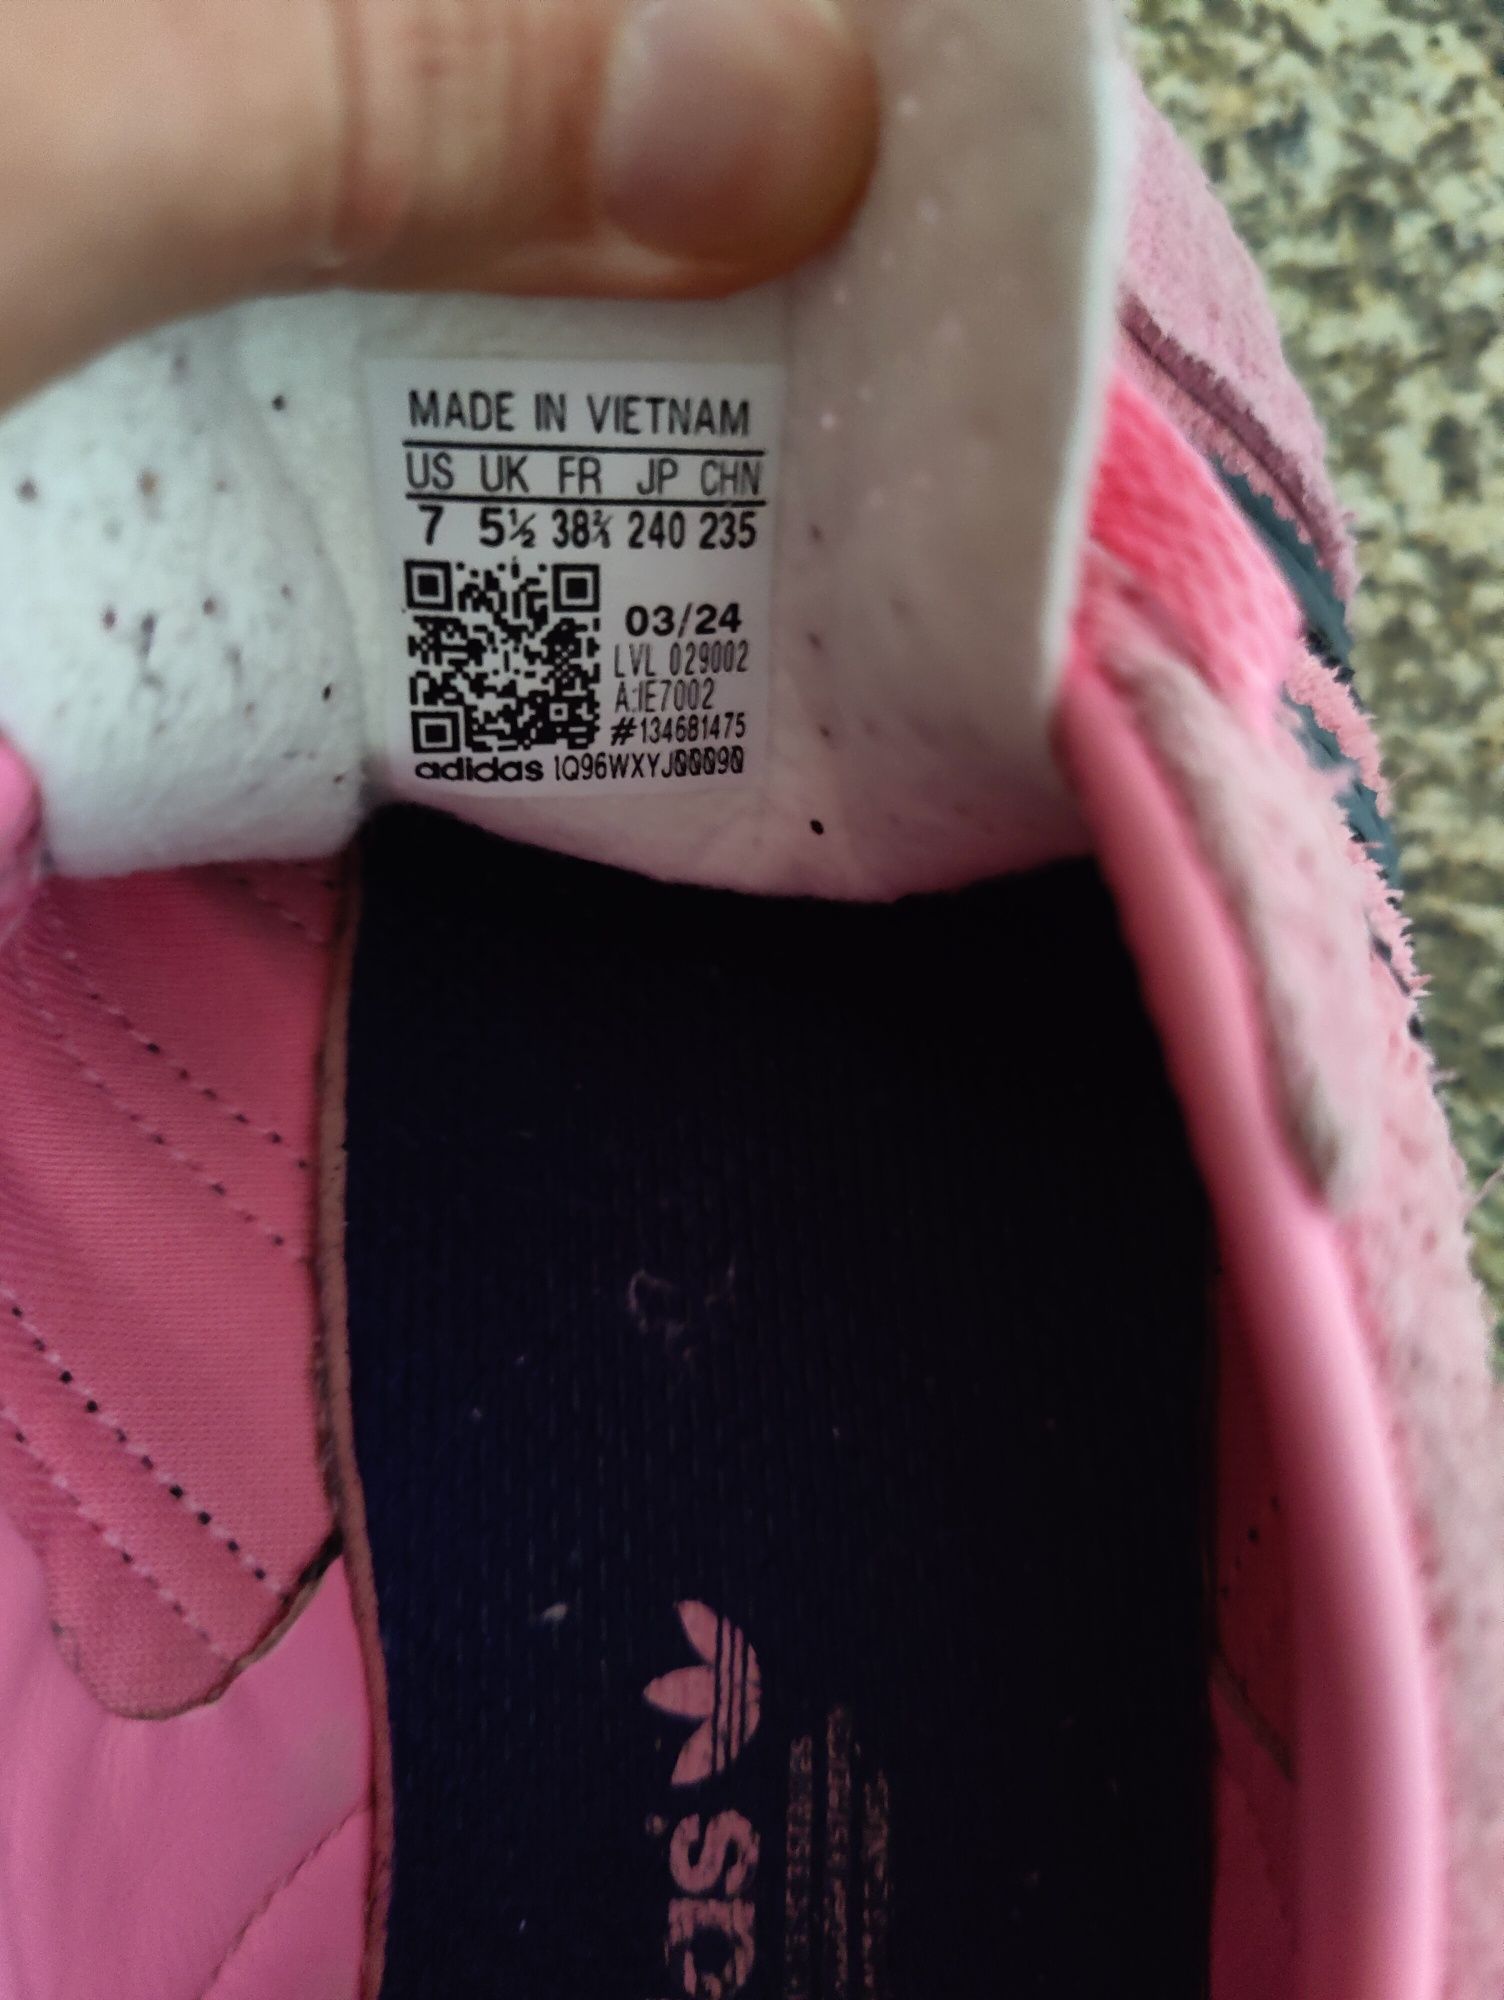 MADE IN VIETNAM
US UK FR JP CHN
7 5½ 38⅔ 240 235
03/24
LVL 029002
A:IE7002
#134681475
adidas 1Q96WXYJ00090